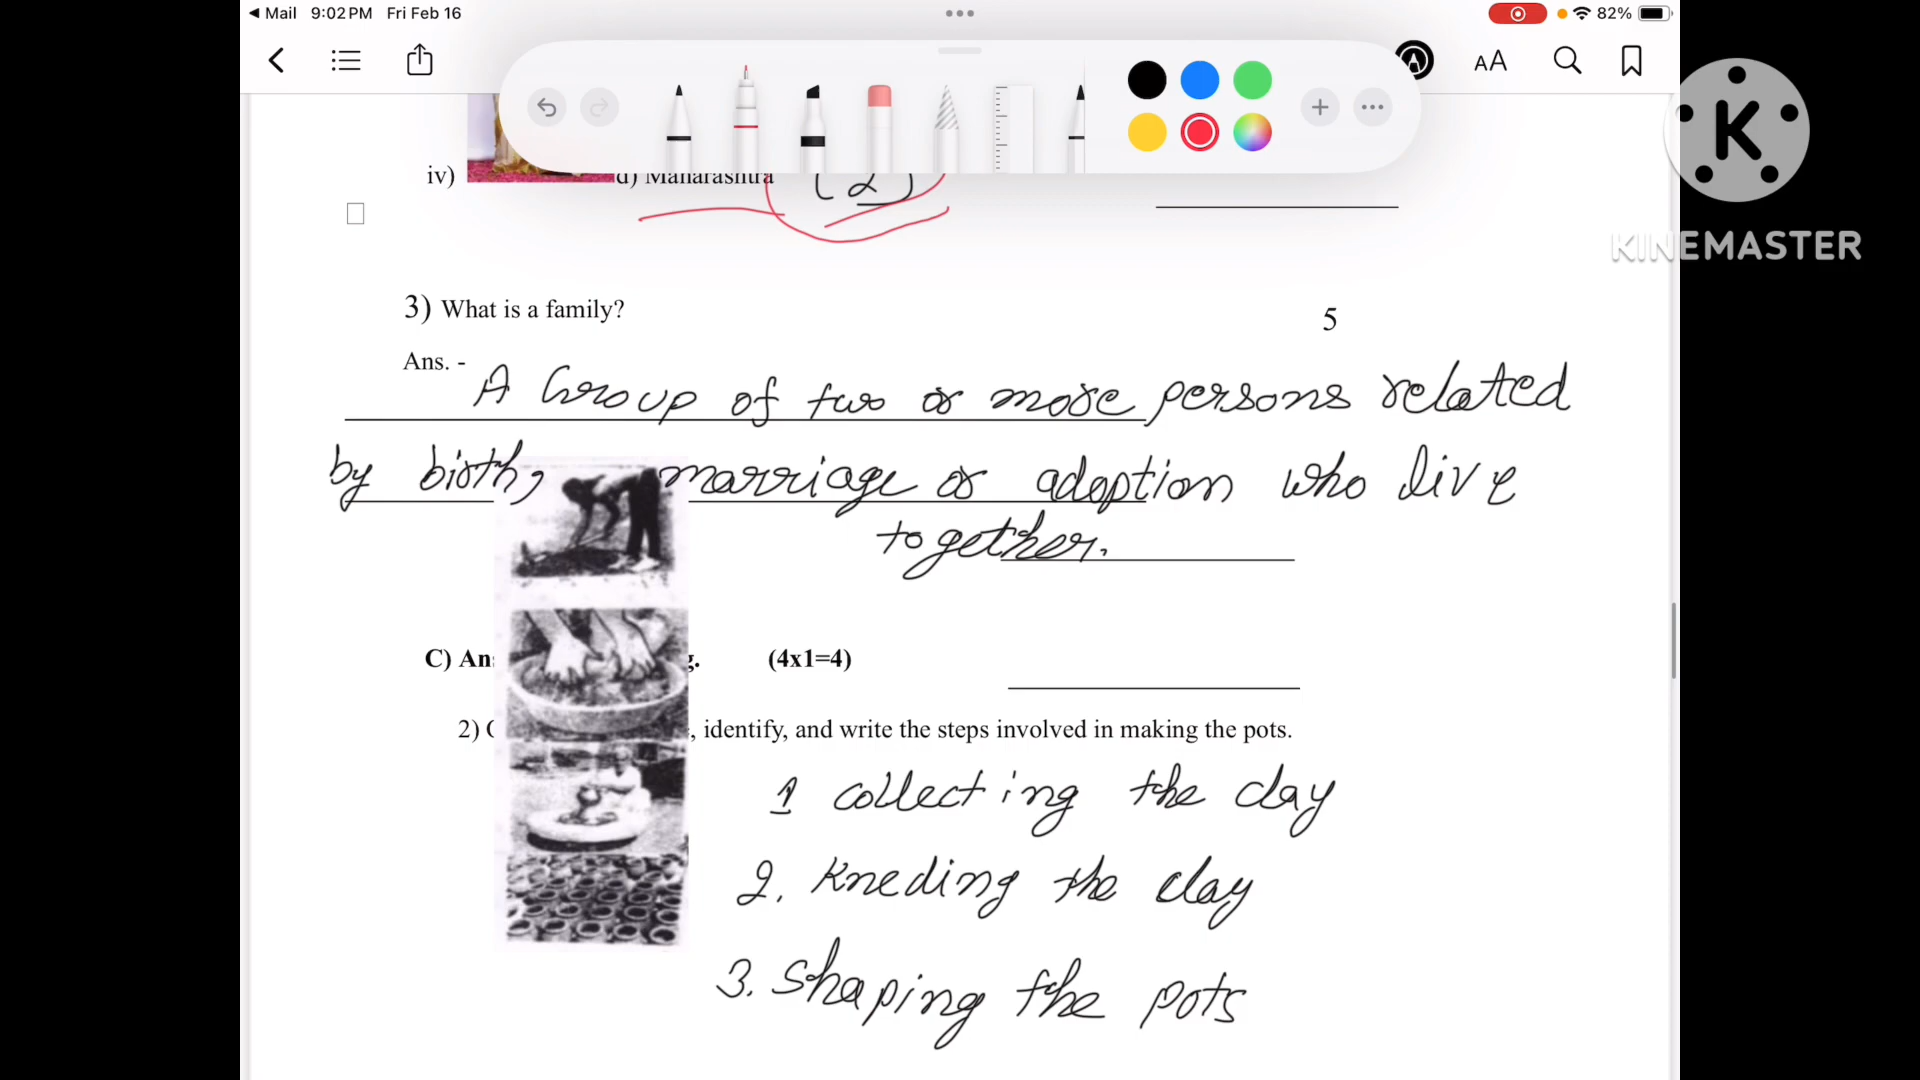 Mail 9:02 PM Fri Feb 16
82%
AA
iv) d) Maharashtra (2)
K
KINEMASTER
3) What is a family?
5
Ans. -
A Group of two or more persons related
by birth, marriage or adoption who live
together.
C) Ans g. (4x1=4)
2) , identify, and write the steps involved in making the pots.
1 collecting the clay
2. Kneding the clay
3. Shaping the pots